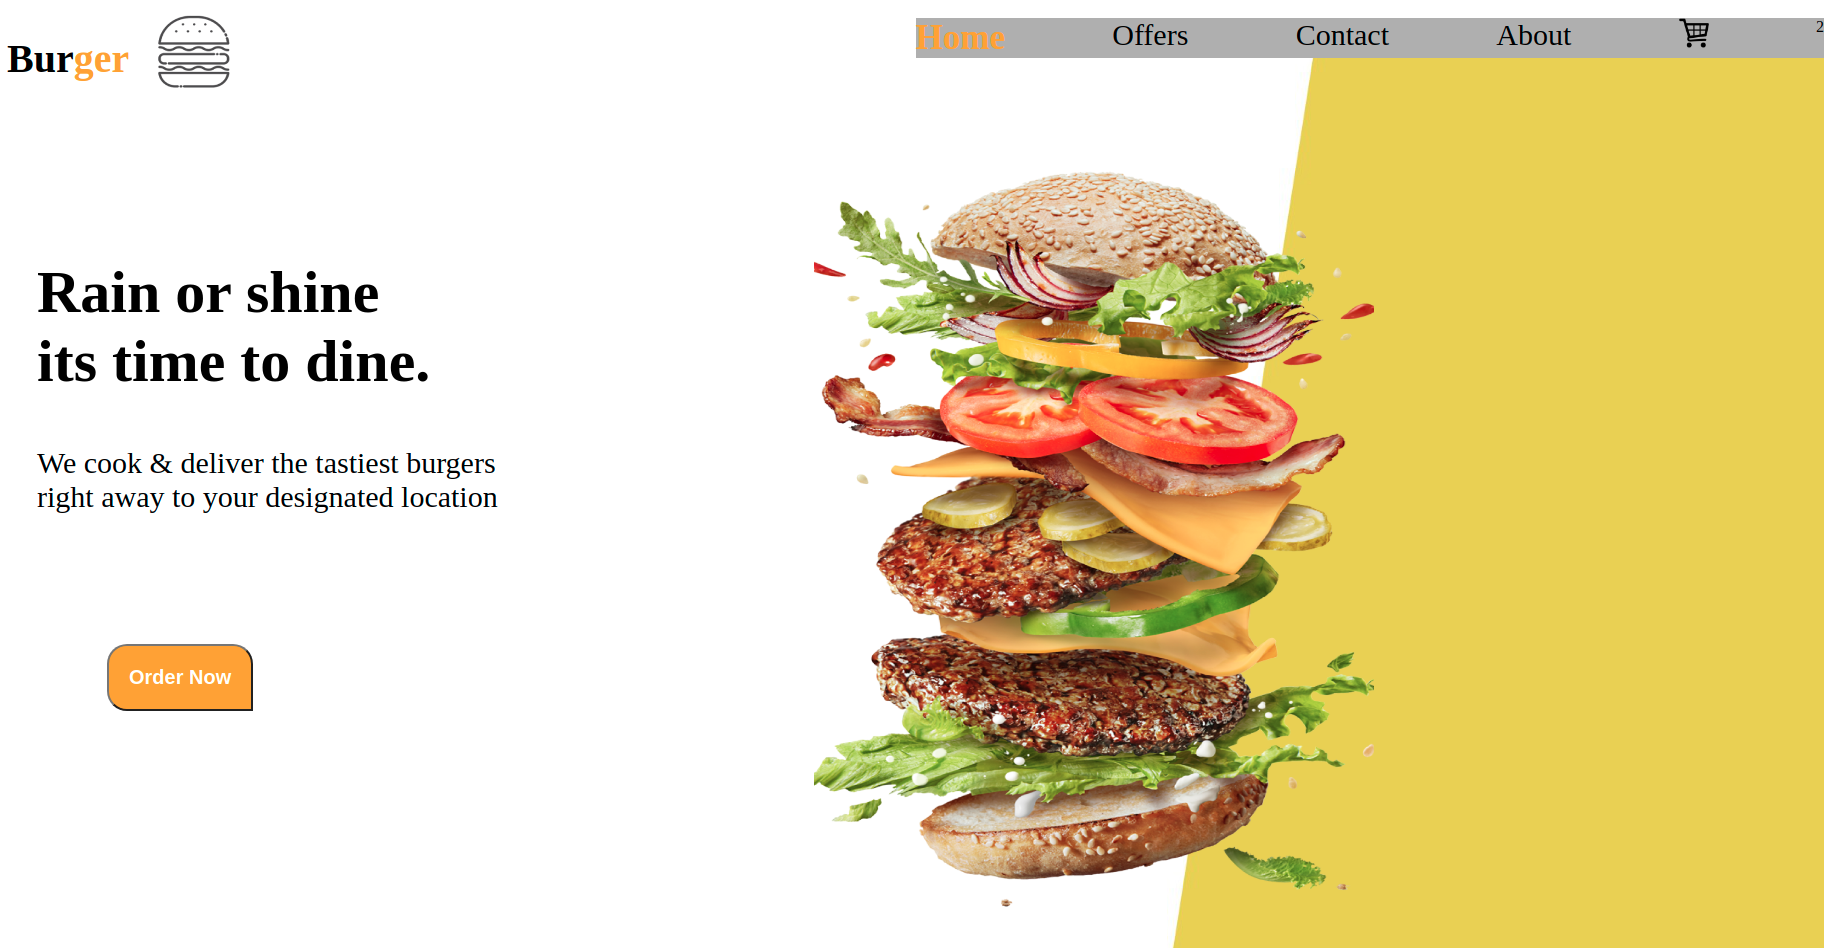 Burger
Home Offers Contact About 2
Rain or shine
its time to dine.
We cook & deliver the tastiest burgers
right away to your designated location
Order Now